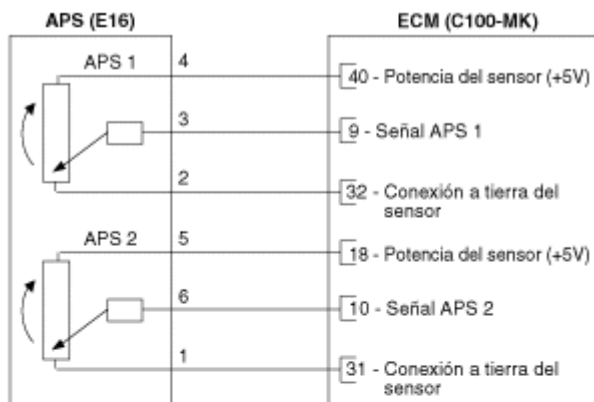 APS (E16)
ECM (C100-MK)
APS 1
4
40 - Potencia del sensor (+5V)
3
9 - Señal APS 1
2
32 - Conexión a tierra del
sensor
APS 2
5
18 - Potencia del sensor (+5V)
6
10 - Señal APS 2
1
31 - Conexión a tierra del
sensor